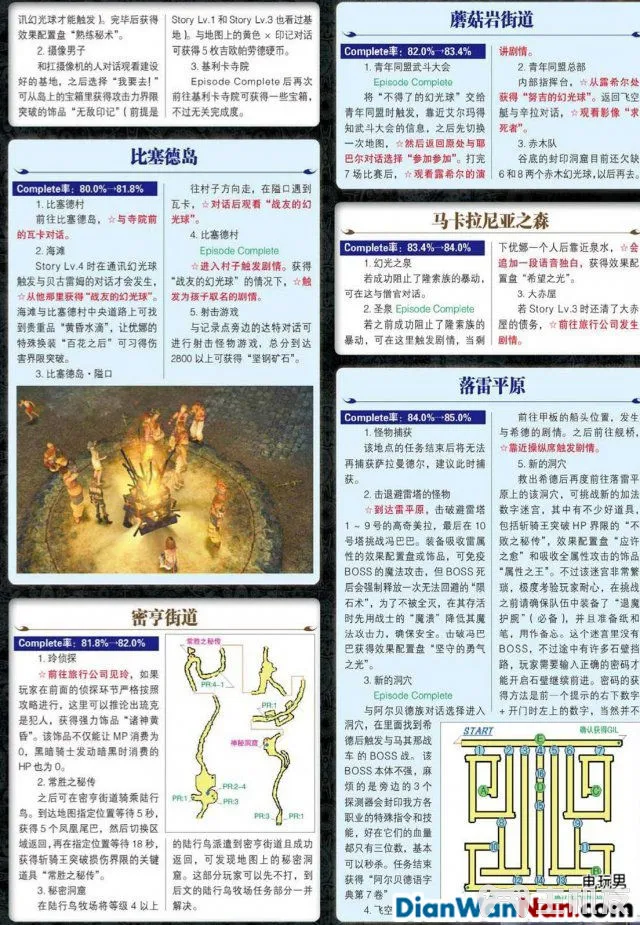 讯幻光球才能触发)。完毕后获得
效果配置盘“熟练秘术”。
2. 摄像男子
和扛摄像机的人对话观看建设
好的基地，之后选择“我要去!”
可从岛上的宝箱里获得攻击力界限
突破的饰品“无敌印记”(前提是
Story Lv.1 和 Story Lv.3 也看过基
地)。与地图上的黄色 × 印记对话
可获得 5 枚吉欧帕劳德硬币。
3. 基利卡寺院
Episode Complete 后再次
前往基利卡寺院可获得一些宝箱，
不过无关完成度。
比塞德岛
Complete率：80.0%→81.8%
1. 比塞德村
前往比塞德岛，☆与寺院前
的瓦卡对话。
2. 海滩
Story Lv.4 时在通讯幻光球
触发与贝吉雷姆的对话才会发生，
☆从他那里获得“战友的幻光球”。
海滩与比塞德村中央道路上可找
到贵重品“黄昏水滴”，让优娜的
特殊换装“百花之后”可习得伤
害界限突破。
3. 比塞德岛·隘口
往村子方向走，在隘口遇到
瓦卡，☆对话后观看“战友的幻
光球”。
4. 比塞德村
Episode Complete
☆进入村子触发剧情。获得
“战友的幻光球”的情况下，☆触
发为孩子取名的剧情。
5. 射击游戏
与记录点旁边的达特对话可
进行射击怪物游戏，总分到达
2800 以上可获得“坚钢矿石”。
密亨街道
Complete率：81.8%→82.0%
1. 玲侦探
☆前往旅行公司见玲，如果
玩家在前面的侦探环节严格按照
攻略进行，这里可以推论出琉克
是犯人，获得强力饰品“诸神黄
昏”。该饰品不仅能让 MP 消费为
0，黑暗骑士发动暗黑时消费的
HP 也为 0。
2. 常胜之秘传
之后可在密亨街道骑乘陆行
鸟。到达地图指定位置等待 5 秒，
获得 5 个凤凰尾巴，然后切换区
域返回，再在指定位置等待 18 秒，
获得斩骑王突破损伤界限的关键
道具“常胜之秘传”。
3. 秘密洞窟
在陆行鸟牧场将等级 4 以上
常胜之秘传
PR:4-1
PR:3
PR:1
神秘洞窟
PR:2-4
PR:1
PR:3
PR:1
PR:3
的陆行鸟派遣到密亨街道且成功
返回，可发现地图上的秘密洞
窟。这部分玩家可以先不打，到
后文的陆行鸟牧场任务部分一并
解决。
蘑菇岩街道
Complete率：82.0%→83.4%
1. 青年同盟武斗大会
Episode Complete
将“不得了的幻光球”交给
青年同盟时触发，靠近艾尔玛得
知武斗大会的信息，之后先切换
一次地图，☆然后返回原处与耶
巴尔对话选择“参加参加”。打完
7 场比赛后，☆观看露希尔的演
讲剧情。
2. 青年同盟总部
内部指挥台，☆从露希尔处
获得“努吉的幻光球”。返回飞空
艇与辛拉对话，☆观看影像“求
死者”。
3. 赤木队
谷底的封印洞窟目前还欠缺
6 和 8 两个赤木幻光球，以后再去。
马卡拉尼亚之森
Complete率：83.4%→84.0%
1. 幻光之泉
若成功阻止了隆索族的暴动，
可在这与僧官对话。
2. 圣泉 Episode Complete
若之前成功阻止了隆索族的
暴动，可在这里触发剧情，当剩
下优娜一个人后靠近泉水，☆会
追加一段语音独白，获得效果配
置盘“希望之光”。
3. 大赤屋
若 Story Lv.3 时还清了大赤
屋的债务，☆前往旅行公司发生
剧情。
落雷平原
Complete率：84.0%→85.0%
1. 怪物捕获
该地点的任务结束后将无法
再捕获萨拉曼德尔，建议此时捕
获。
2. 击退避雷塔的怪物
☆到达雷平原，击破避雷塔
1～9 号的高奇美拉，最后在 10
号塔挑战冯巴巴。装备吸收雷属
性的效果配置盘或饰品，可免疫
BOSS 的魔法攻击，但 BOSS 死
后会强制释放一次无法回避的“陨
石术”，为了不被全灭，在其存活
时先用战士的“魔溃”降低其魔
法攻击力，确保安全。击破冯巴
巴获得效果配置盘“坚守的勇气
之光”。
3. 新的洞穴
Episode Complete
与阿尔贝德族对话选择进入
洞穴，在里面找到希
德后触发与马其那战
车的 BOSS 战。该
BOSS 本体不强，麻
烦的是旁边的 3 个
探测器会封印我方各
职业的特殊指令和技
能，好在它们的血量
都只有三位数，基本
可以秒杀。任务结束
获得“阿尔贝德语字
典第 7 卷”
4. 飞空
前往甲板的船头位置，发生
与希德的剧情。之后前往舰桥，
☆靠近操纵席触发剧情。
5. 新的洞穴
救出希德后再度前往落雷平
原上的该洞穴，可挑战新的加法
数字迷宫，其中有不少好道具，
包括斩骑王突破 HP 界限的“不
败之秘传”，效果配置盘“应许
之愈”和吸收全属性攻击的饰品
“属性之王”。不过该迷宫非常繁
琐，极度考验玩家耐心，在挑战
之前请确保队伍中装备了“退魔
护腕”(必备)，并且准备纸和
笔，用作备忘。这个迷宫里没有
BOSS，不过途中有许多石壁挡
路，玩家需要输入正确的密码才
能开启石壁继续前进。密码的获
得方法是前一个提示的右下数字
+ 开门时左上的数字，当然并不
START
确认获得GIL
E
A
D
C
B
电玩男
DianWanNan.com